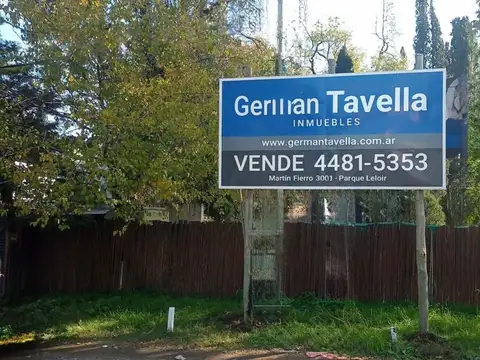 German Tavella
INMUEBLES
www.germantavella.com.ar
VENDE 4481-5353
Martín Fierro 3001 - Parque Leloir